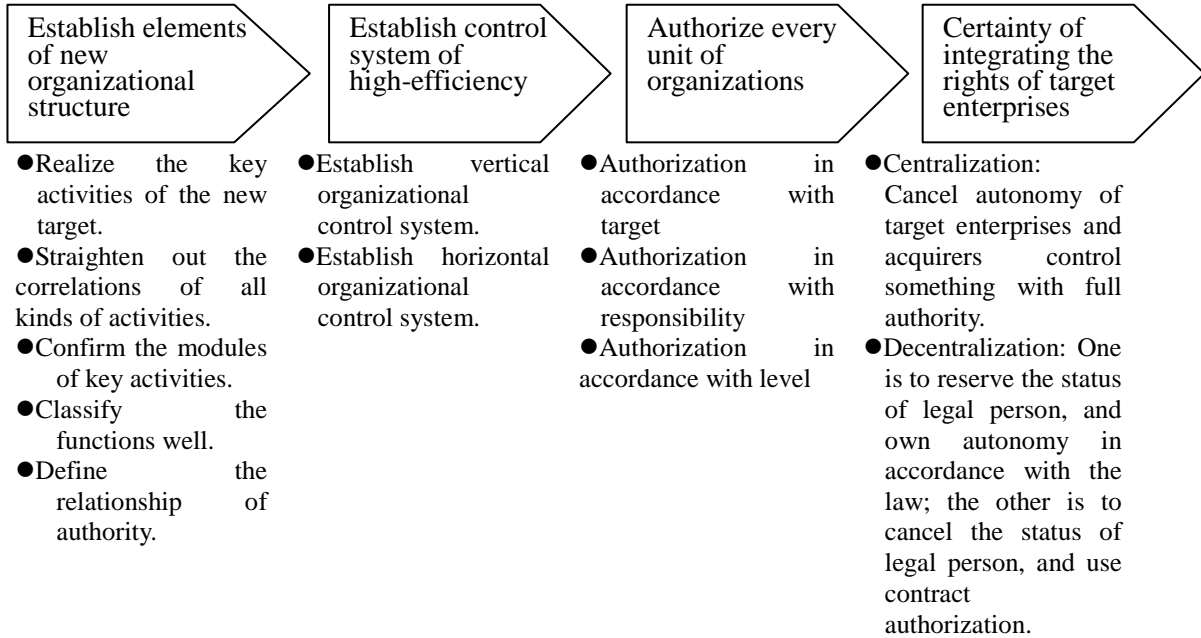 Establish elements
of new
organizational
structure
Establish control
system of
high-efficiency
Authorize every
unit of
organizations
Certainty of
integrating the
rights of target
enterprises
●Realize the key
activities of the new
target.
●Straighten out the
correlations of all
kinds of activities.
●Confirm the modules
of key activities.
●Classify the
functions well.
●Define the
relationship of
authority.
●Establish vertical
organizational
control system.
●Establish horizontal
organizational
control system.
●Authorization in
accordance with
target
●Authorization in
accordance with
responsibility
●Authorization in
accordance with level
●Centralization:
Cancel autonomy of
target enterprises and
acquirers control
something with full
authority.
●Decentralization: One
is to reserve the status
of legal person, and
own autonomy in
accordance with the
law; the other is to
cancel the status of
legal person, and use
contract
authorization.